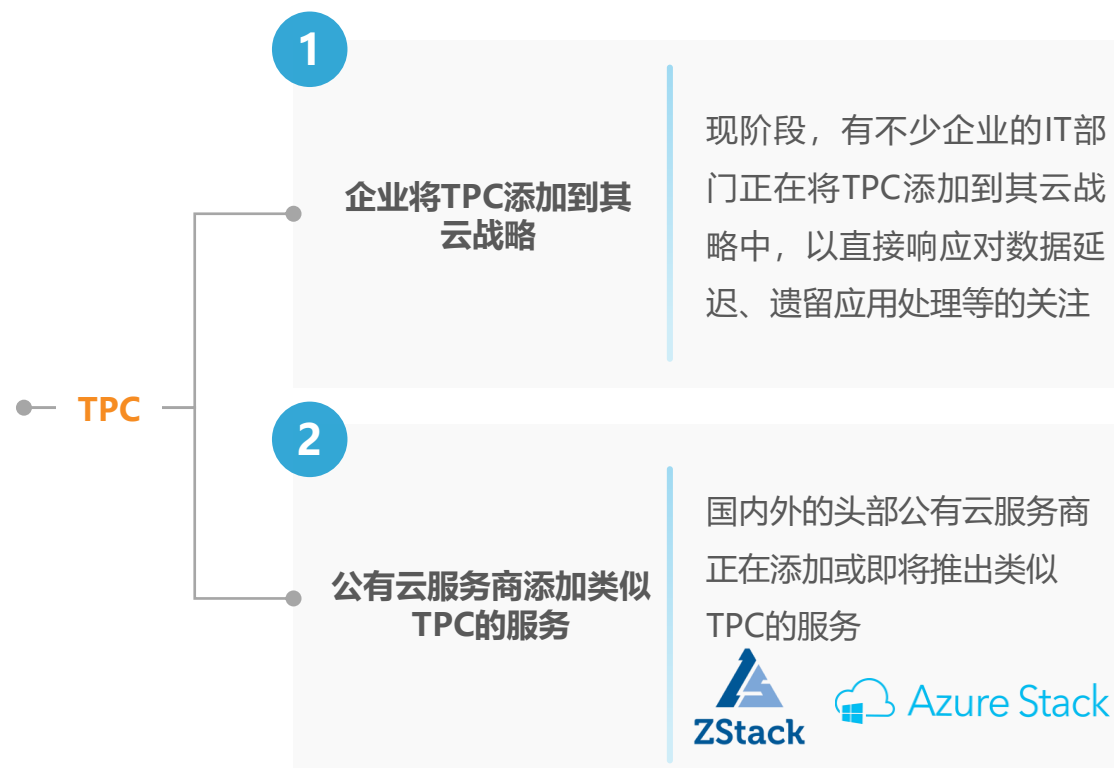 TPC
1
企业将TPC添加到其
云战略
现阶段，有不少企业的IT部
门正在将TPC添加到其云战
略中，以直接响应对数据延
迟、遗留应用处理等的关注
2
公有云服务商添加类似
TPC的服务
国内外的头部公有云服务商
正在添加或即将推出类似
TPC的服务
ZStack
Azure Stack